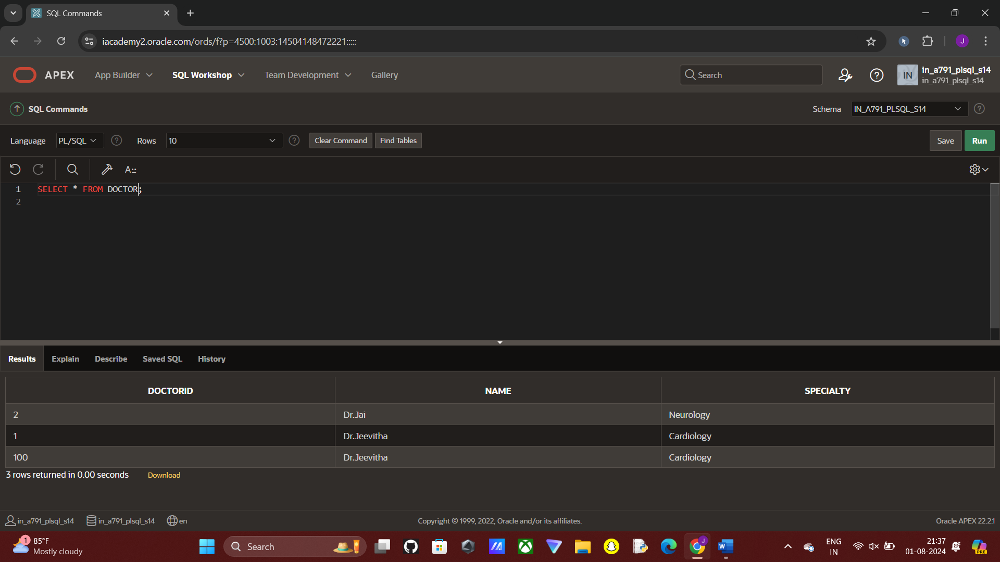 SQL Commands
iacademy2.oracle.com/ords/f?p=4500:1003:14504148472221:::::
J
APEX App Builder SQL Workshop Team Development Gallery Search IN in_a791_plsql_s14
in_a791_plsql_s14
SQL Commands Schema IN_A791_PLSQL_S14
Language PL/SQL Rows 10 Clear Command Find Tables Save Run
A::
1 SELECT * FROM DOCTOR;
2
Results Explain Describe Saved SQL History
DOCTORID NAME SPECIALTY
2 Dr.Jai Neurology
1 Dr.Jeevitha Cardiology
100 Dr.Jeevitha Cardiology
3 rows returned in 0.00 seconds Download
in_a791_plsql_s14 in_a791_plsql_s14 en Copyright © 1999, 2022, Oracle and/or its affiliates. Oracle APEX 22.2.1
1 85°F
Mostly cloudy
Search
J
W
ENG
IN
21:37
01-08-2024
PRE